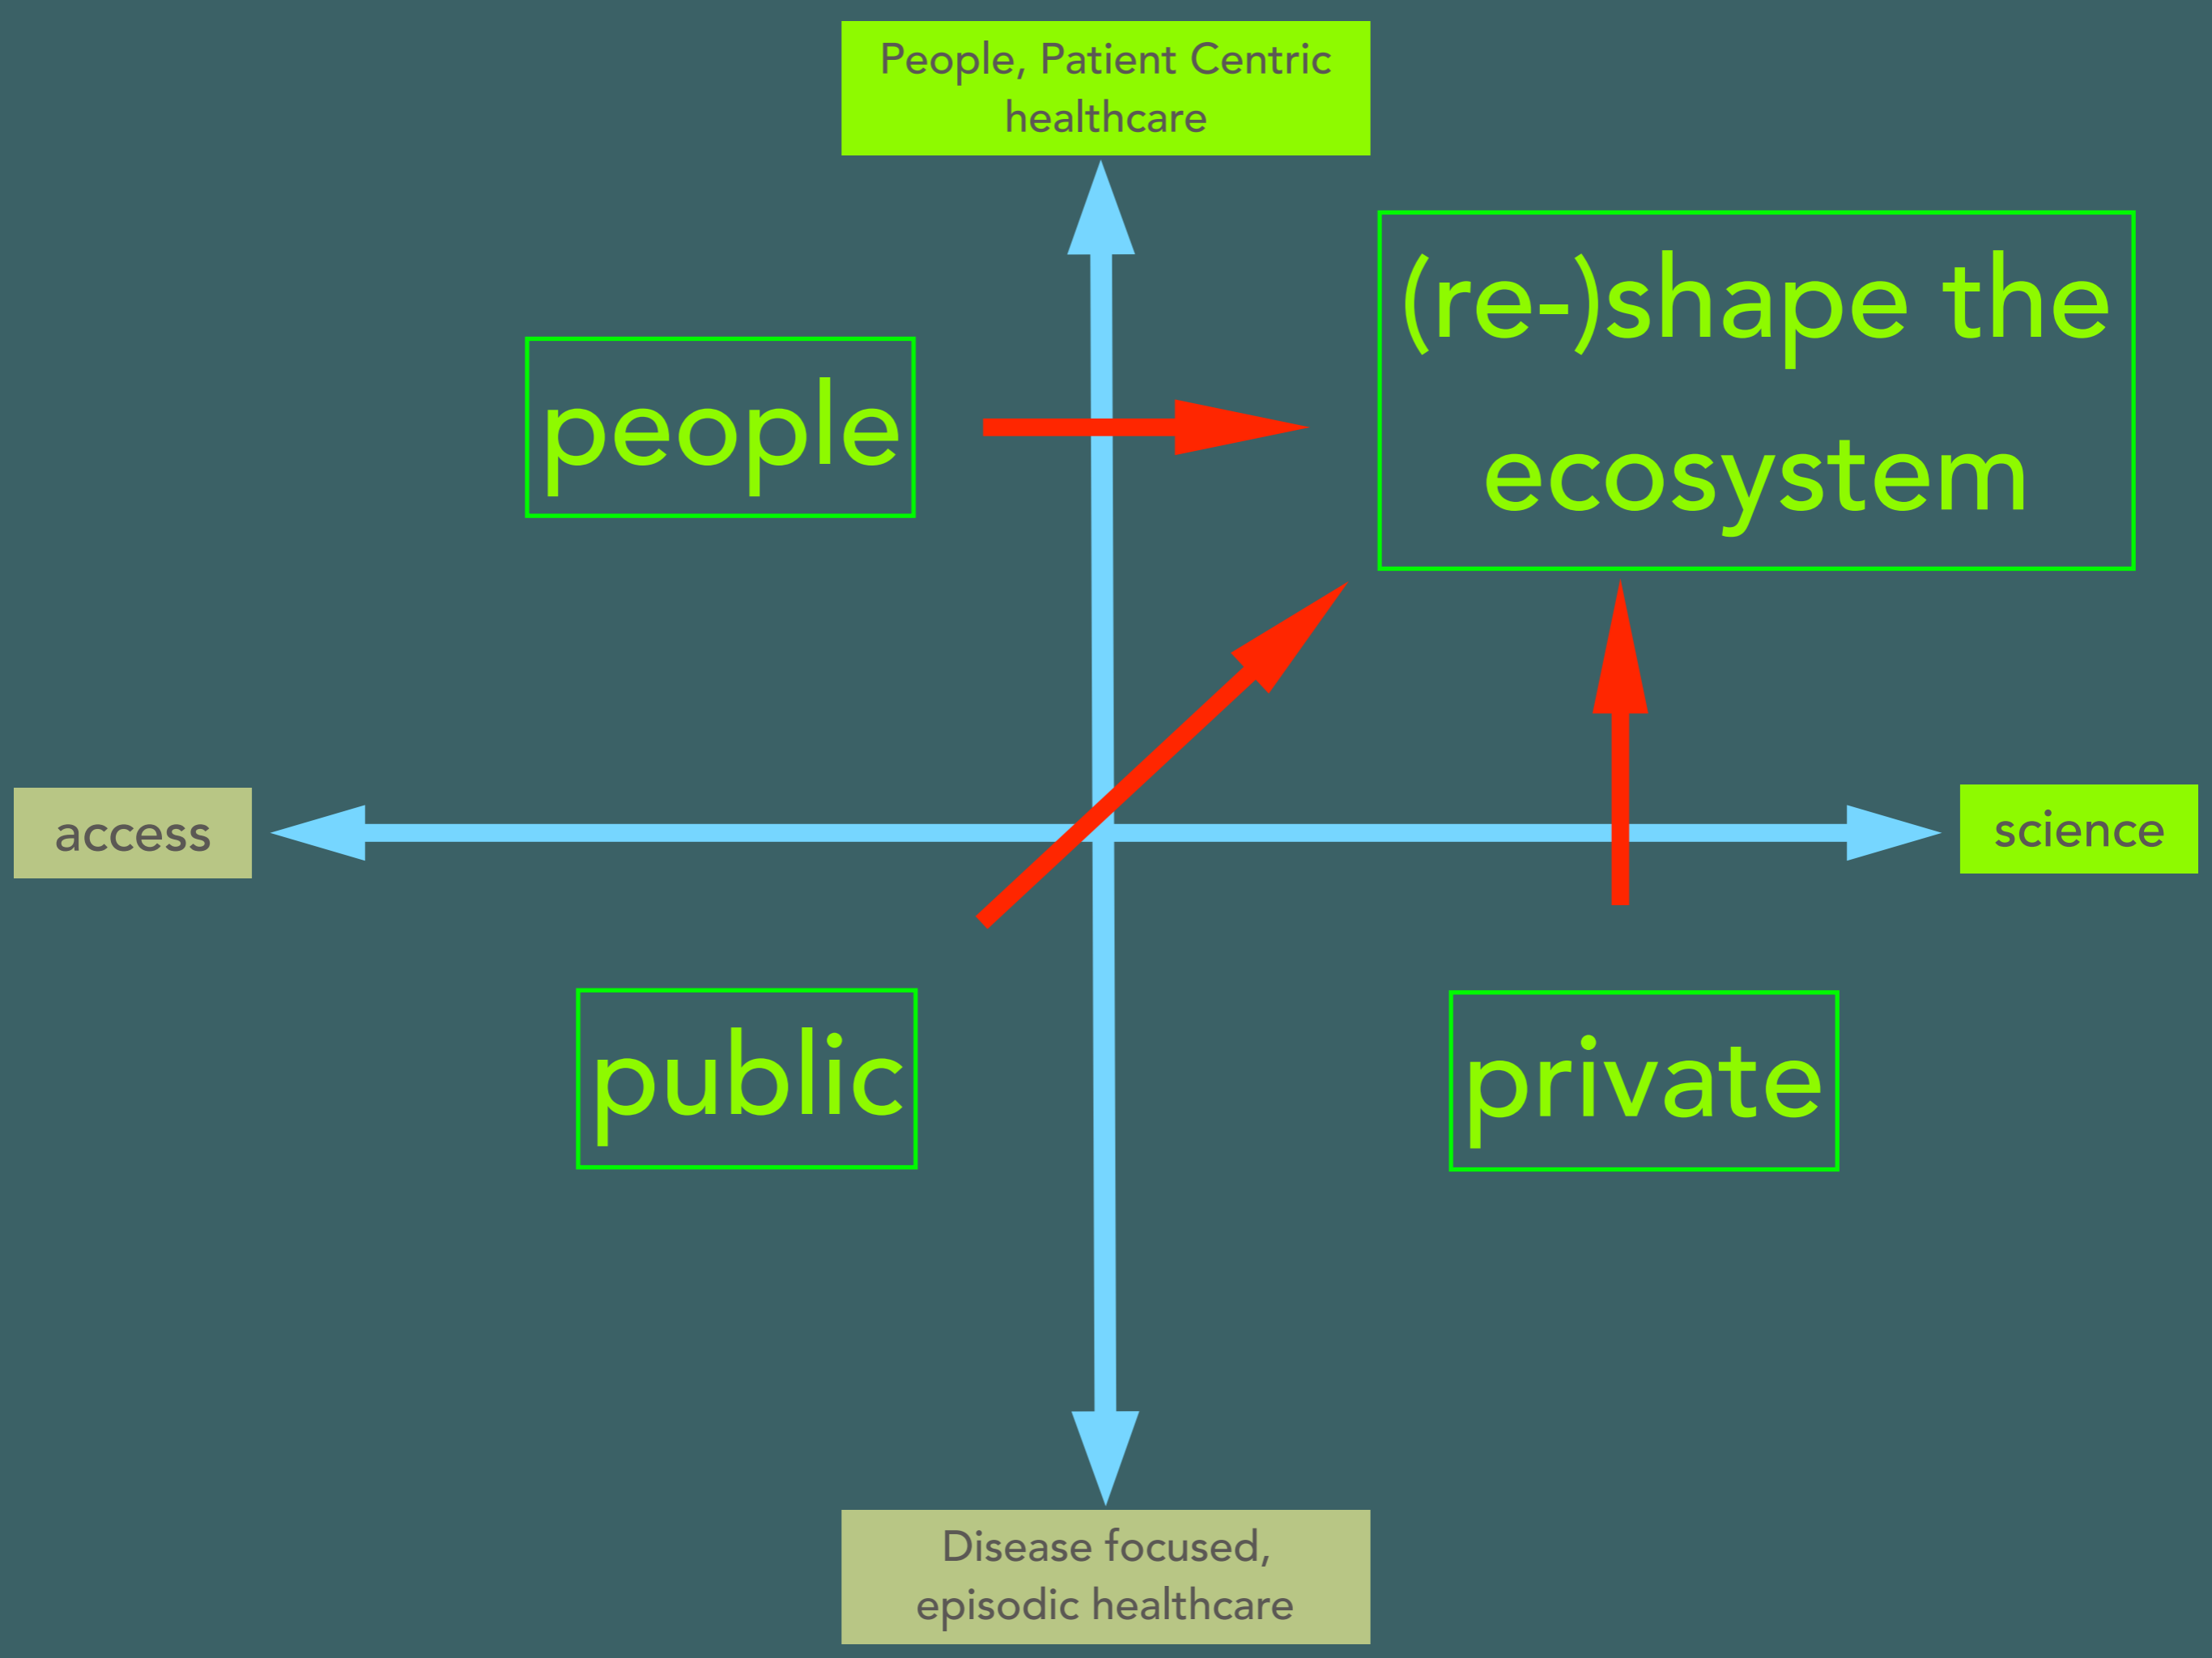 People, Patient Centric
healthcare
(re-)shape the
ecosystem
people
access
science
public
private
Disease focused,
episodic healthcare